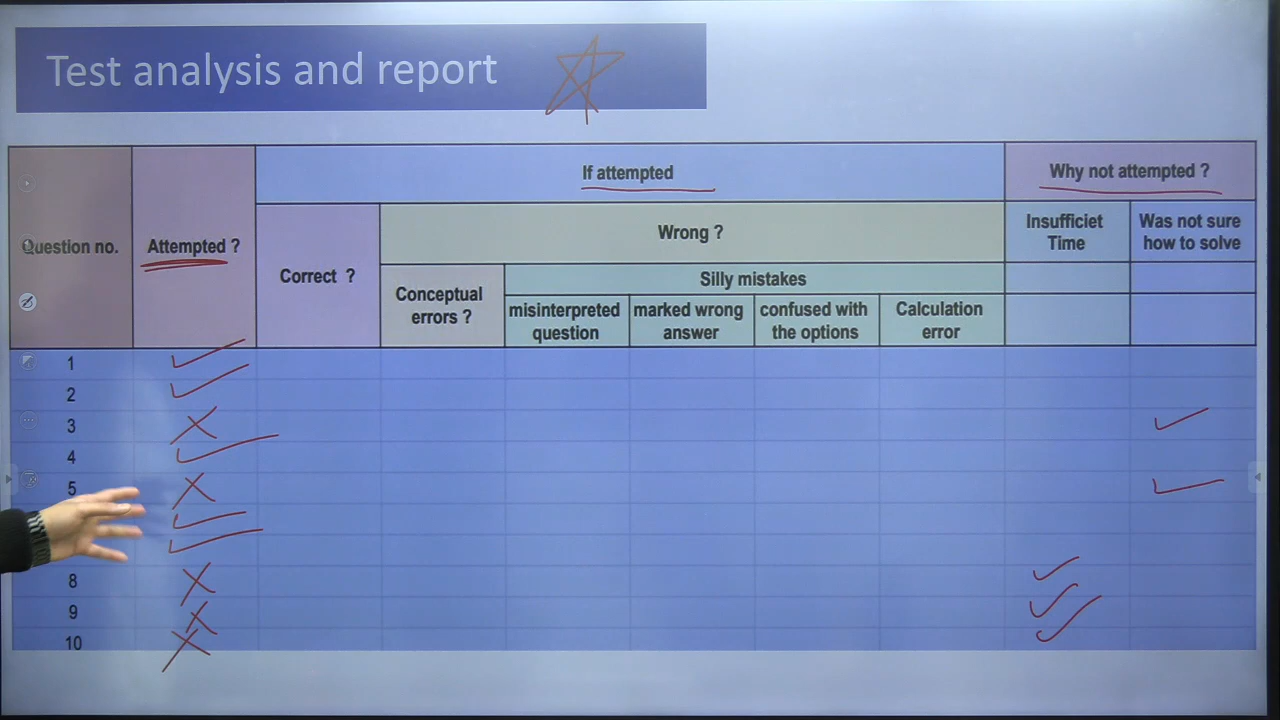 Test analysis and report
If attempted
Why not attempted ?
Question no.
Attempted ?
Correct ?
Wrong ?
Insufficiet
Time
Was not sure
how to solve
Conceptual
errors ?
Silly mistakes
misinterpreted
question
marked wrong
answer
confused with
the options
Calculation
error
1
2
3
4
5
8
9
10